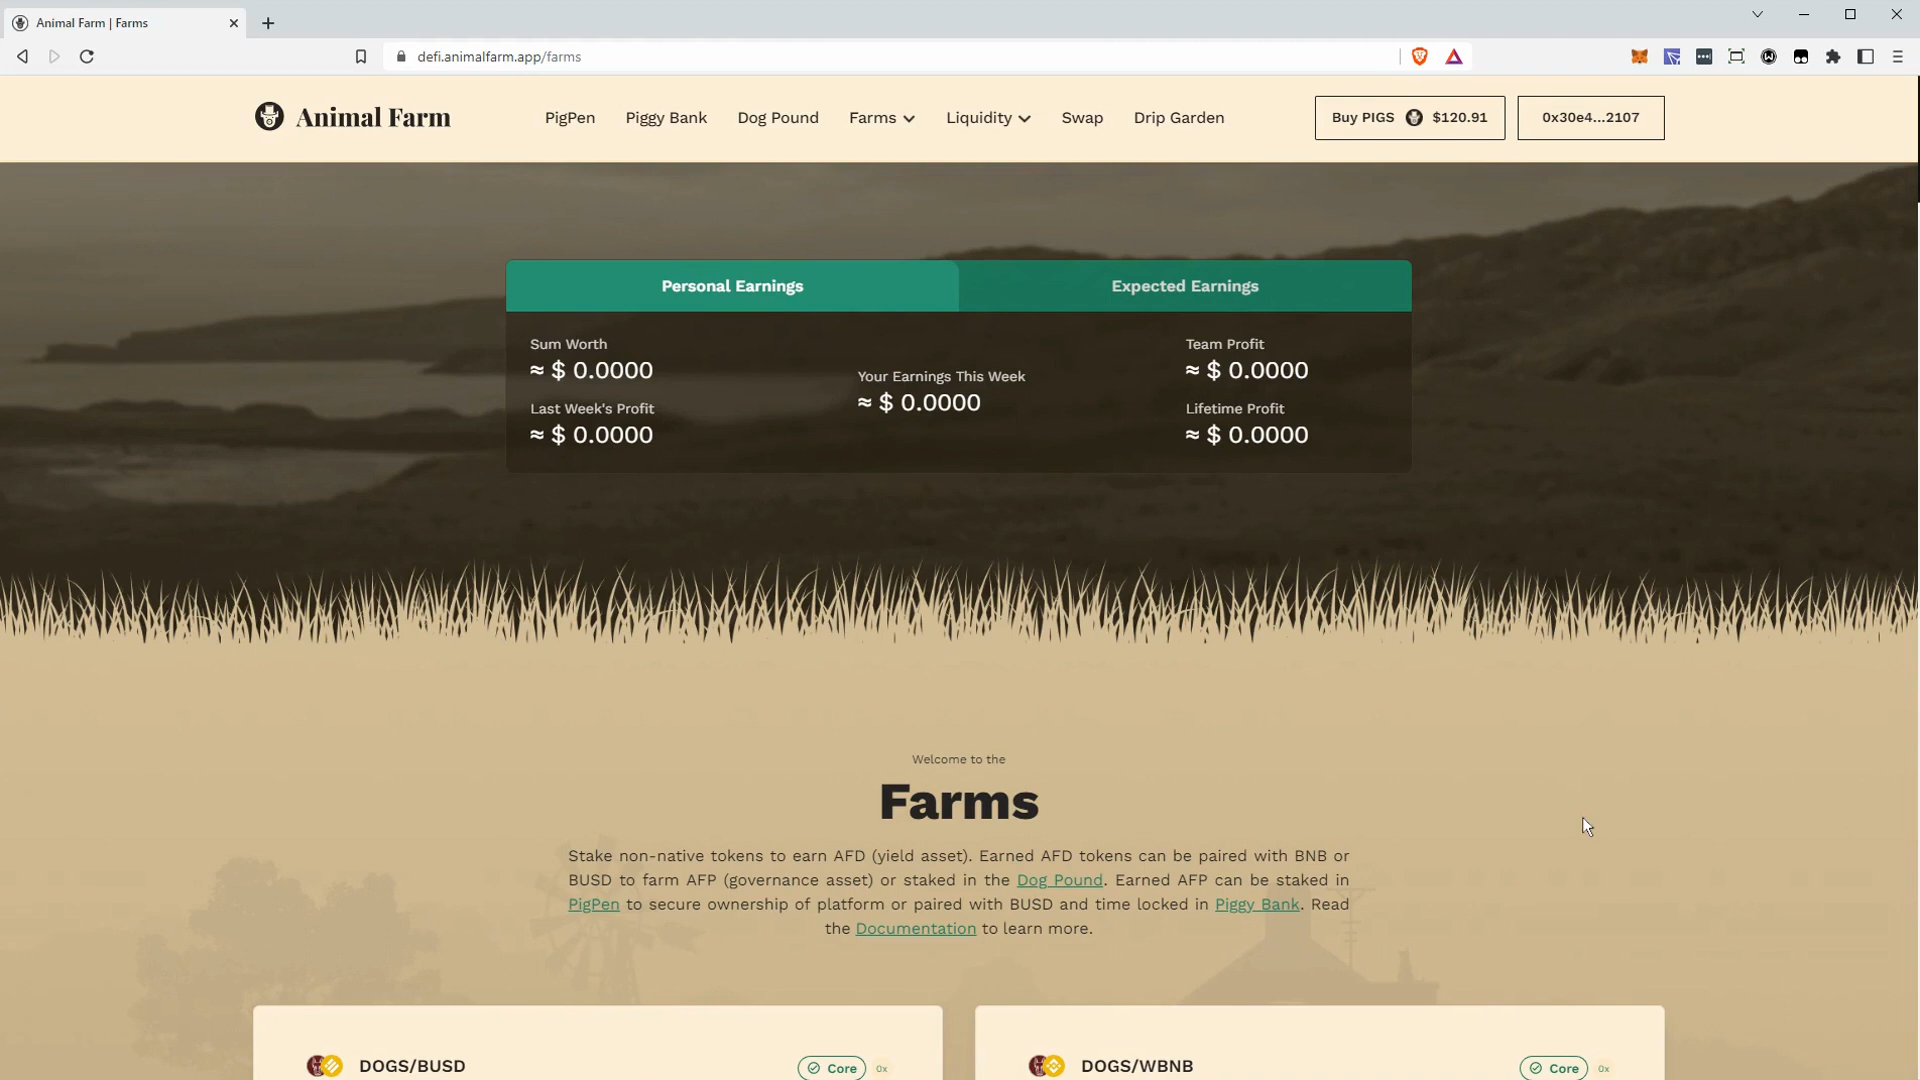 Animal Farm | Farms
defi.animalfarm.app/farms
Animal Farm
PigPen
Piggy Bank
Dog Pound
Farms
Liquidity
Swap
Drip Garden
Buy PIGS $120.91
0x30e4...2107
Personal Earnings
Expected Earnings
Sum Worth
≈ $ 0.0000
Last Week's Profit
≈ $ 0.0000
Your Earnings This Week
≈ $ 0.0000
Team Profit
≈ $ 0.0000
Lifetime Profit
≈ $ 0.0000
Welcome to the
Farms
Stake non-native tokens to earn AFD (yield asset). Earned AFD tokens can be paired with BNB or
BUSD to farm AFP (governance asset) or staked in the Dog Pound. Earned AFP can be staked in
PigPen to secure ownership of platform or paired with BUSD and time locked in Piggy Bank. Read
the Documentation to learn more.
DOGS/BUSD
Core
0x
DOGS/WBNB
Core
0x